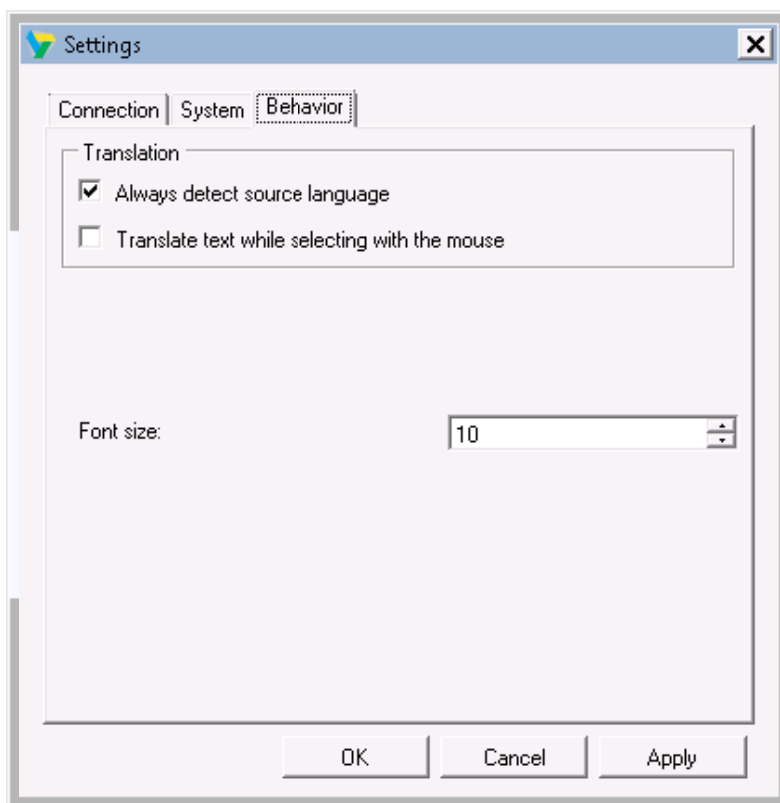 Settings
Connection System Behavior
Translation
Always detect source language
Translate text while selecting with the mouse
Font size: 10
OK Cancel Apply